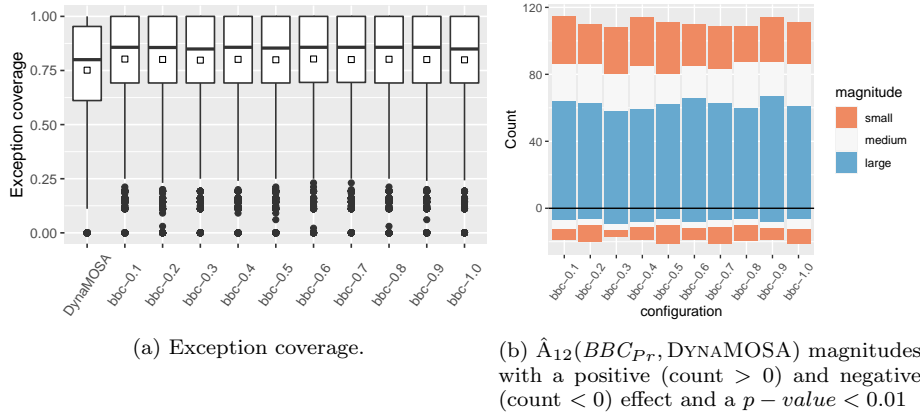 Exception coverage
1.00
0.75
0.50
0.25
0.00
DynaMOSA
bbc−0.1
bbc−0.2
bbc−0.3
bbc−0.4
bbc−0.5
bbc−0.6
bbc−0.7
bbc−0.8
bbc−0.9
bbc−1.0
(a) Exception coverage.
Count
120
80
40
0
bbc−0.1
bbc−0.2
bbc−0.3
bbc−0.4
bbc−0.5
bbc−0.6
bbc−0.7
bbc−0.8
bbc−0.9
bbc−1.0
configuration
magnitude
small
medium
large
(b) Â12(BBCPr, DYNAMOSA) magnitudes
with a positive (count > 0) and negative
(count < 0) effect and a p − value < 0.01